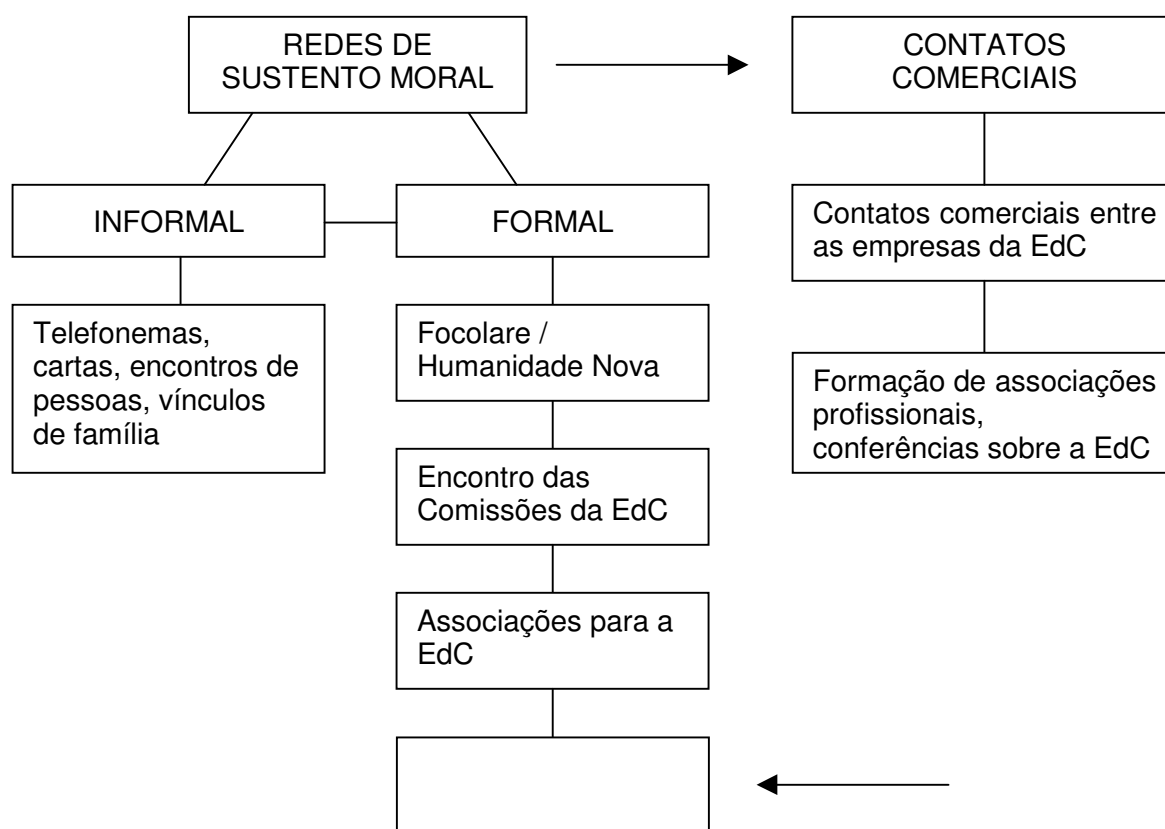 REDES DE
SUSTENTO MORAL
CONTATOS
COMERCIAIS
INFORMAL
FORMAL
Contatos comerciais entre
as empresas da EdC
Telefonemas,
cartas, encontros de
pessoas, vínculos
de família
Focolare /
Humanidade Nova
Formação de associações
profissionais,
conferências sobre a EdC
Encontro das
Comissões da EdC
Associações para a
EdC